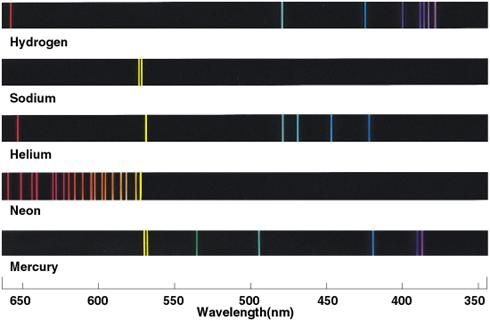 Hydrogen
Sodium
Helium
Neon
Mercury
650 600 550 500 450 400 350
Wavelength(nm)